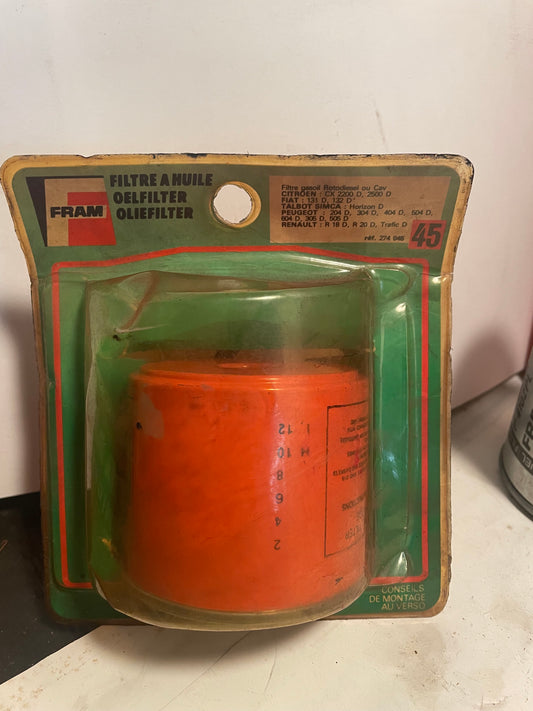 FRAM
FILTRE A HUILE
OELFILTER
OLIEFILTER
Filtre gasoil Rotodiesel ou Cav
CITROËN : CX 2200 D, 2500 D
FIAT : 131 D, 132 D
TALBOT SIMCA : Horizon D
PEUGEOT : 204 D, 304 D, 404 D, 504 D,
604 D, 305 D, 505 D
RENAULT : R 18 D, R 20 D, Trafic D
réf. 274 946
45
12
H 10
8
6
4
2
CONSEILS
DE MONTAGE
AU VERSO